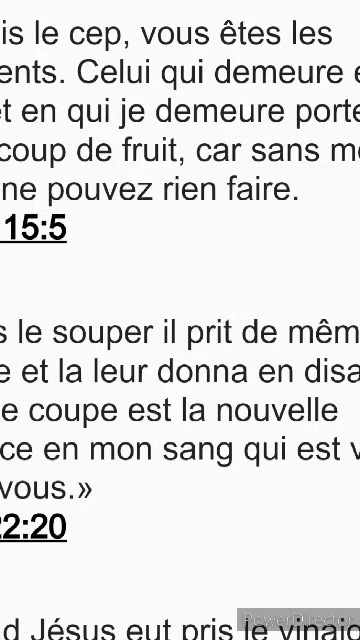 is le cep, vous êtes les
ents. Celui qui demeure e
et en qui je demeure porte
coup de fruit, car sans mo
ne pouvez rien faire.
15:5
s le souper il prit de mêm
e et la leur donna en disa
e coupe est la nouvelle
ce en mon sang qui est v
vous.»
22:20
d Jésus eut pris le vinaig
PowerDirector